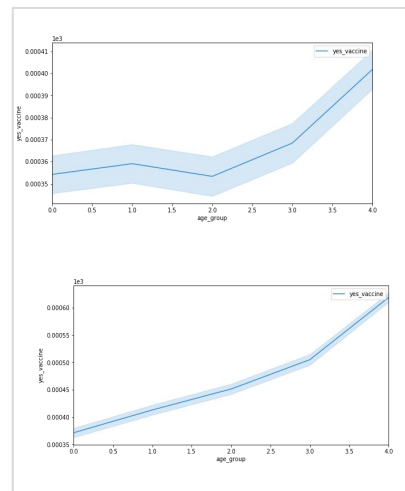 1e3
yes_vaccine
0.00041
0.00040
0.00039
0.00038
0.00037
0.00036
0.00035
yes_vaccine
0.0 0.5 1.0 1.5 2.0 2.5 3.0 3.5 4.0
age_group
1e3
yes_vaccine
0.00060
0.00055
0.00050
0.00045
0.00040
0.00035
yes_vaccine
0.0 0.5 1.0 1.5 2.0 2.5 3.0 3.5 4.0
age_group